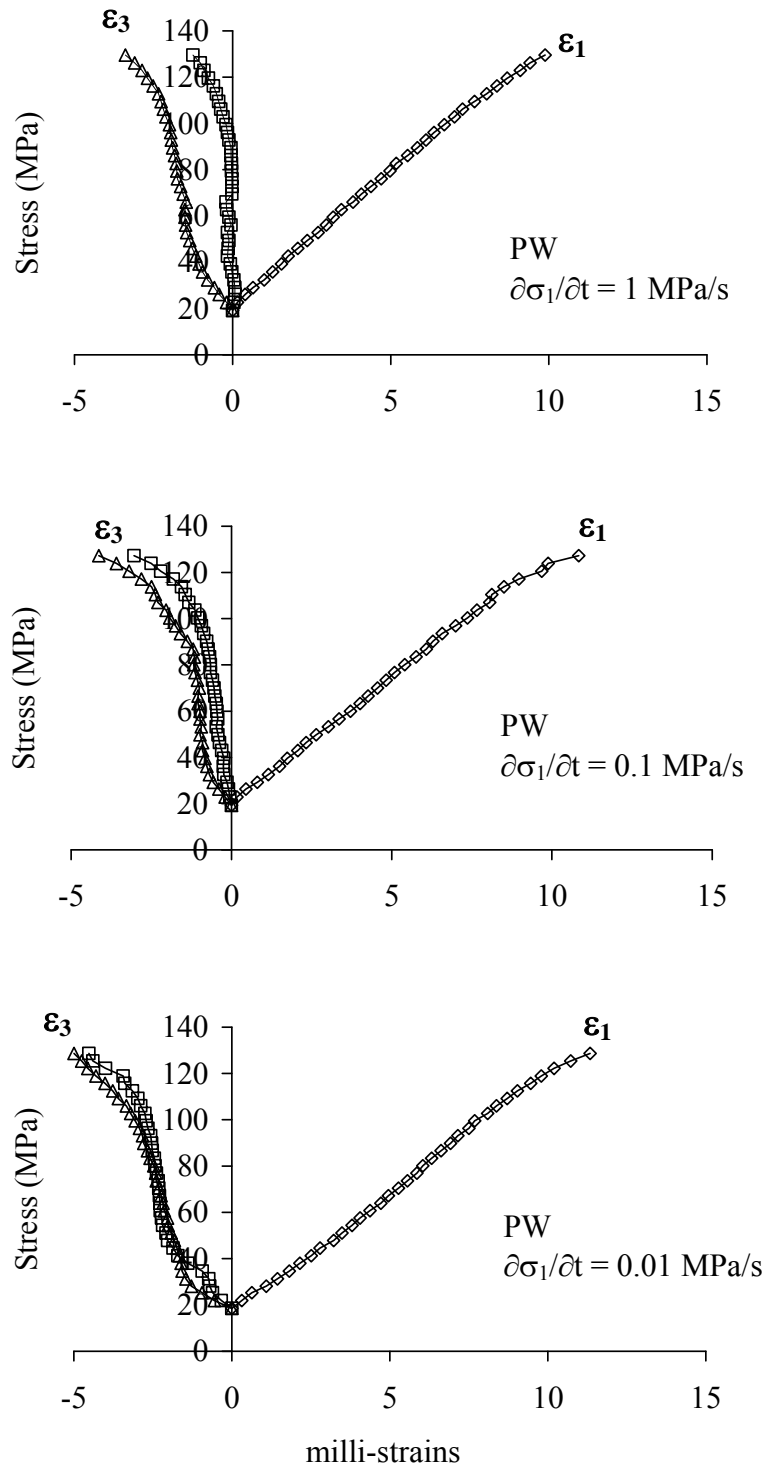 ε3
ε1
140
120
100
80
60
40
20
0
Stress (MPa)
PW
∂σ1/∂t = 1 MPa/s
-5 0 5 10 15
ε3
ε1
140
120
100
80
60
40
20
0
Stress (MPa)
PW
∂σ1/∂t = 0.1 MPa/s
-5 0 5 10 15
ε3
ε1
140
120
100
80
60
40
20
0
Stress (MPa)
PW
∂σ1/∂t = 0.01 MPa/s
-5 0 5 10 15
milli-strains